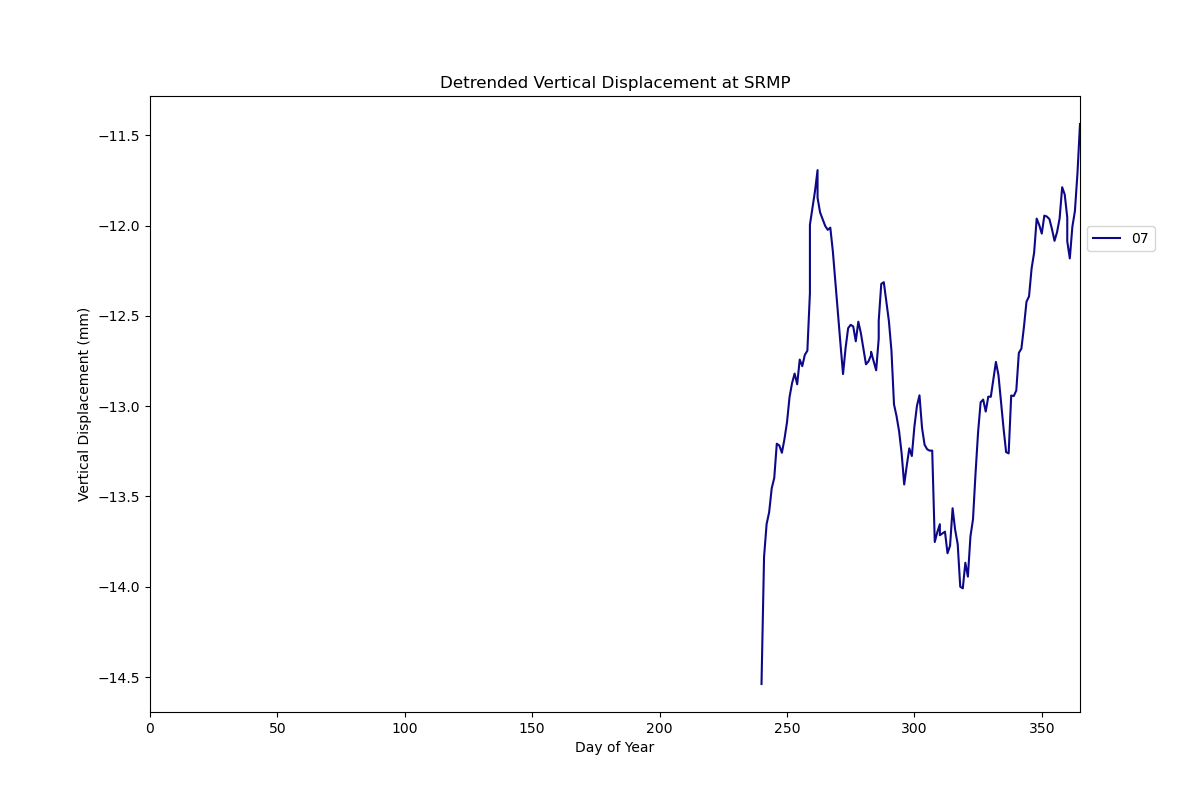 Detrended Vertical Displacement at SRMP
−11.5
−12.0
−12.5
−13.0
−13.5
−14.0
−14.5
Vertical Displacement (mm)
0 50 100 150 200 250 300 350
Day of Year
07